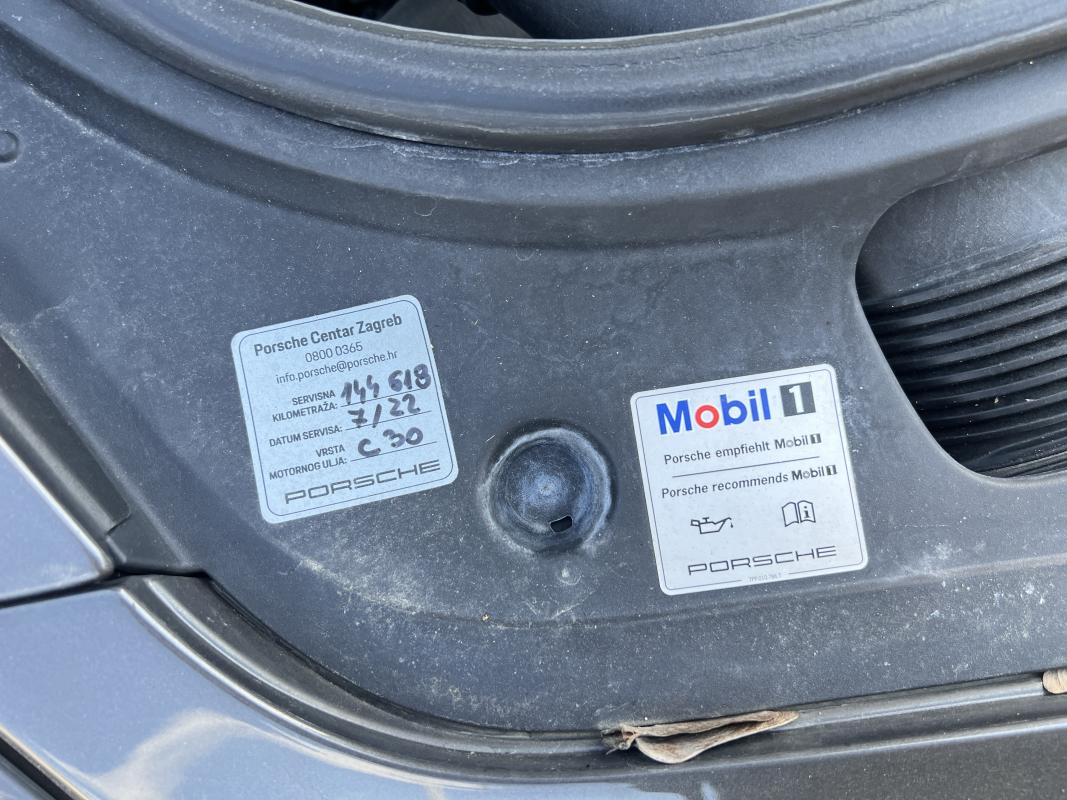 Porsche Centar Zagreb
0800 0365
info.porsche@porsche.hr
SERVISNA
KILOMETRAŽA: 144 618
DATUM SERVISA: 7/22
VRSTA
MOTORNOG ULJA: C 30
PORSCHE
Mobil 1
Porsche empfiehlt Mobil 1
Porsche recommends Mobil 1
PORSCHE